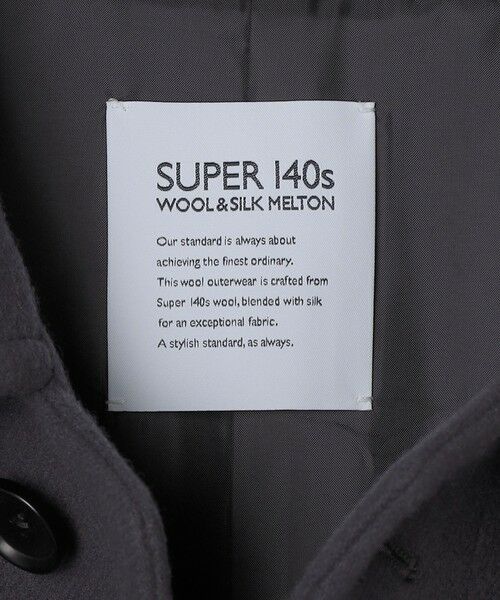 SUPER 140s
WOOL & SILK MELTON
Our standard is always about
achieving the finest ordinary.
This wool outerwear is crafted from
Super 140s wool, blended with silk
for an exceptional fabric.
A stylish standard, as always.